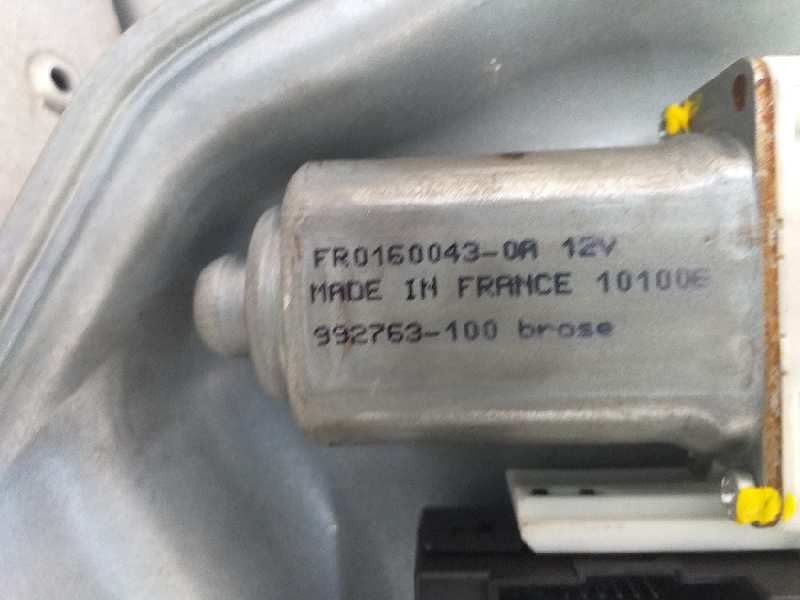 FR0160043-0A 12V
MADE IN FRANCE 101006
992763-100 brose